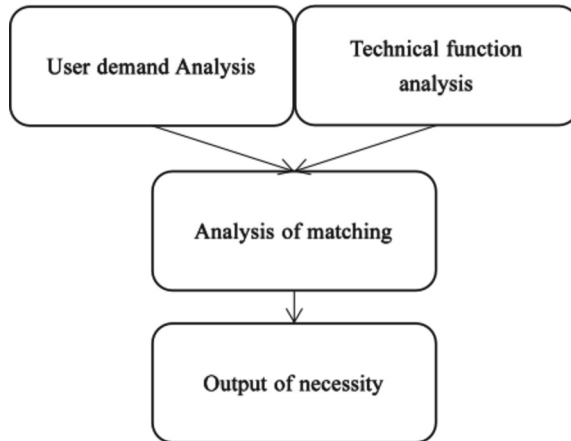 User demand Analysis
Technical function
analysis
Analysis of matching
Output of necessity